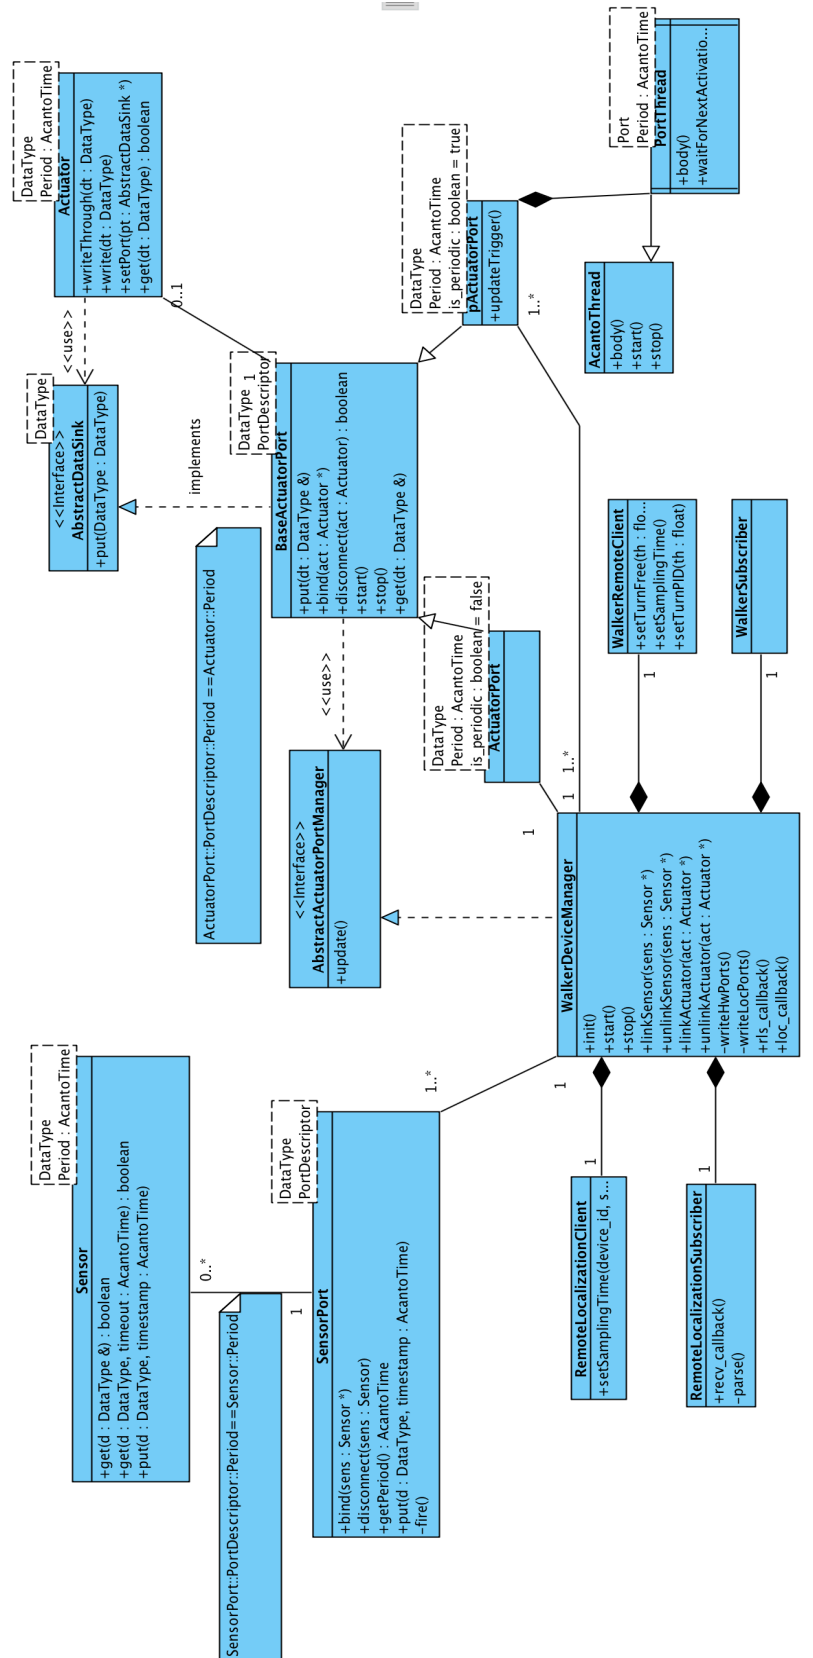 DataType
Period : AcantoTime
Sensor
+get(d : DataType &) : boolean
+get(d : DataType, timeout : AcantoTime) : boolean
+put(d : DataType, timestamp : AcantoTime)
0..*
1
SensorPort::PortDescriptor::Period==Sensor::Period
DataType
PortDescriptor
SensorPort
+bind(sens : Sensor *)
+disconnect(sens : Sensor)
+getPeriod() : AcantoTime
+put(d : DataType, timestamp : AcantoTime)
-fire()
1..*
1
RemoteLocalizationClient
+setSamplingTime(device_id, s...
1
RemoteLocalizationSubscriber
+recv_callback()
-parse()
1
<<Interface>>
AbstractActuatorPortManager
+update()
WalkerDeviceManager
+init()
+start()
+stop()
+linkSensor(sens : Sensor *)
+unlinkSensor(sens : Sensor *)
+linkActuator(act : Actuator *)
+unlinkActuator(act : Actuator *)
-writeHwPorts()
-writeLocPorts()
+rls_callback()
+loc_callback()
ActuatorPort::PortDescriptor::Period ==Actuator::Period
<<use>>
DataType
Period : AcantoTime
is_periodic : boolean = false
ActuatorPort
1
1
1..*
WalkerRemoteClient
+setTurnFree(th : flo...
+setSamplingTime()
+setTurnPID(th : float)
1
WalkerSubscriber
1
DataType
<<Interface>>
AbstractDataSink
+put(DataType : DataType)
implements
<<use>>
DataType
PortDescriptor
1
BaseActuatorPort
+put(dt : DataType &)
+bind(act : Actuator *)
+disconnect(act : Actuator) : boolean
+start()
+stop()
+get(dt : DataType &)
DataType
Period : AcantoTime
Actuator
+writeThrough(dt : DataType)
+write(dt : DataType)
+setPort(pt : AbstractDataSink *)
+get(dt : DataType) : boolean
0..1
DataType
Period : AcantoTime
is_periodic : boolean = true
pActuatorPort
+updateTrigger()
1..*
AcantoThread
+body()
+start()
+stop()
Port
Period : AcantoTime
PortThread
+body()
+waitForNextActivatio...